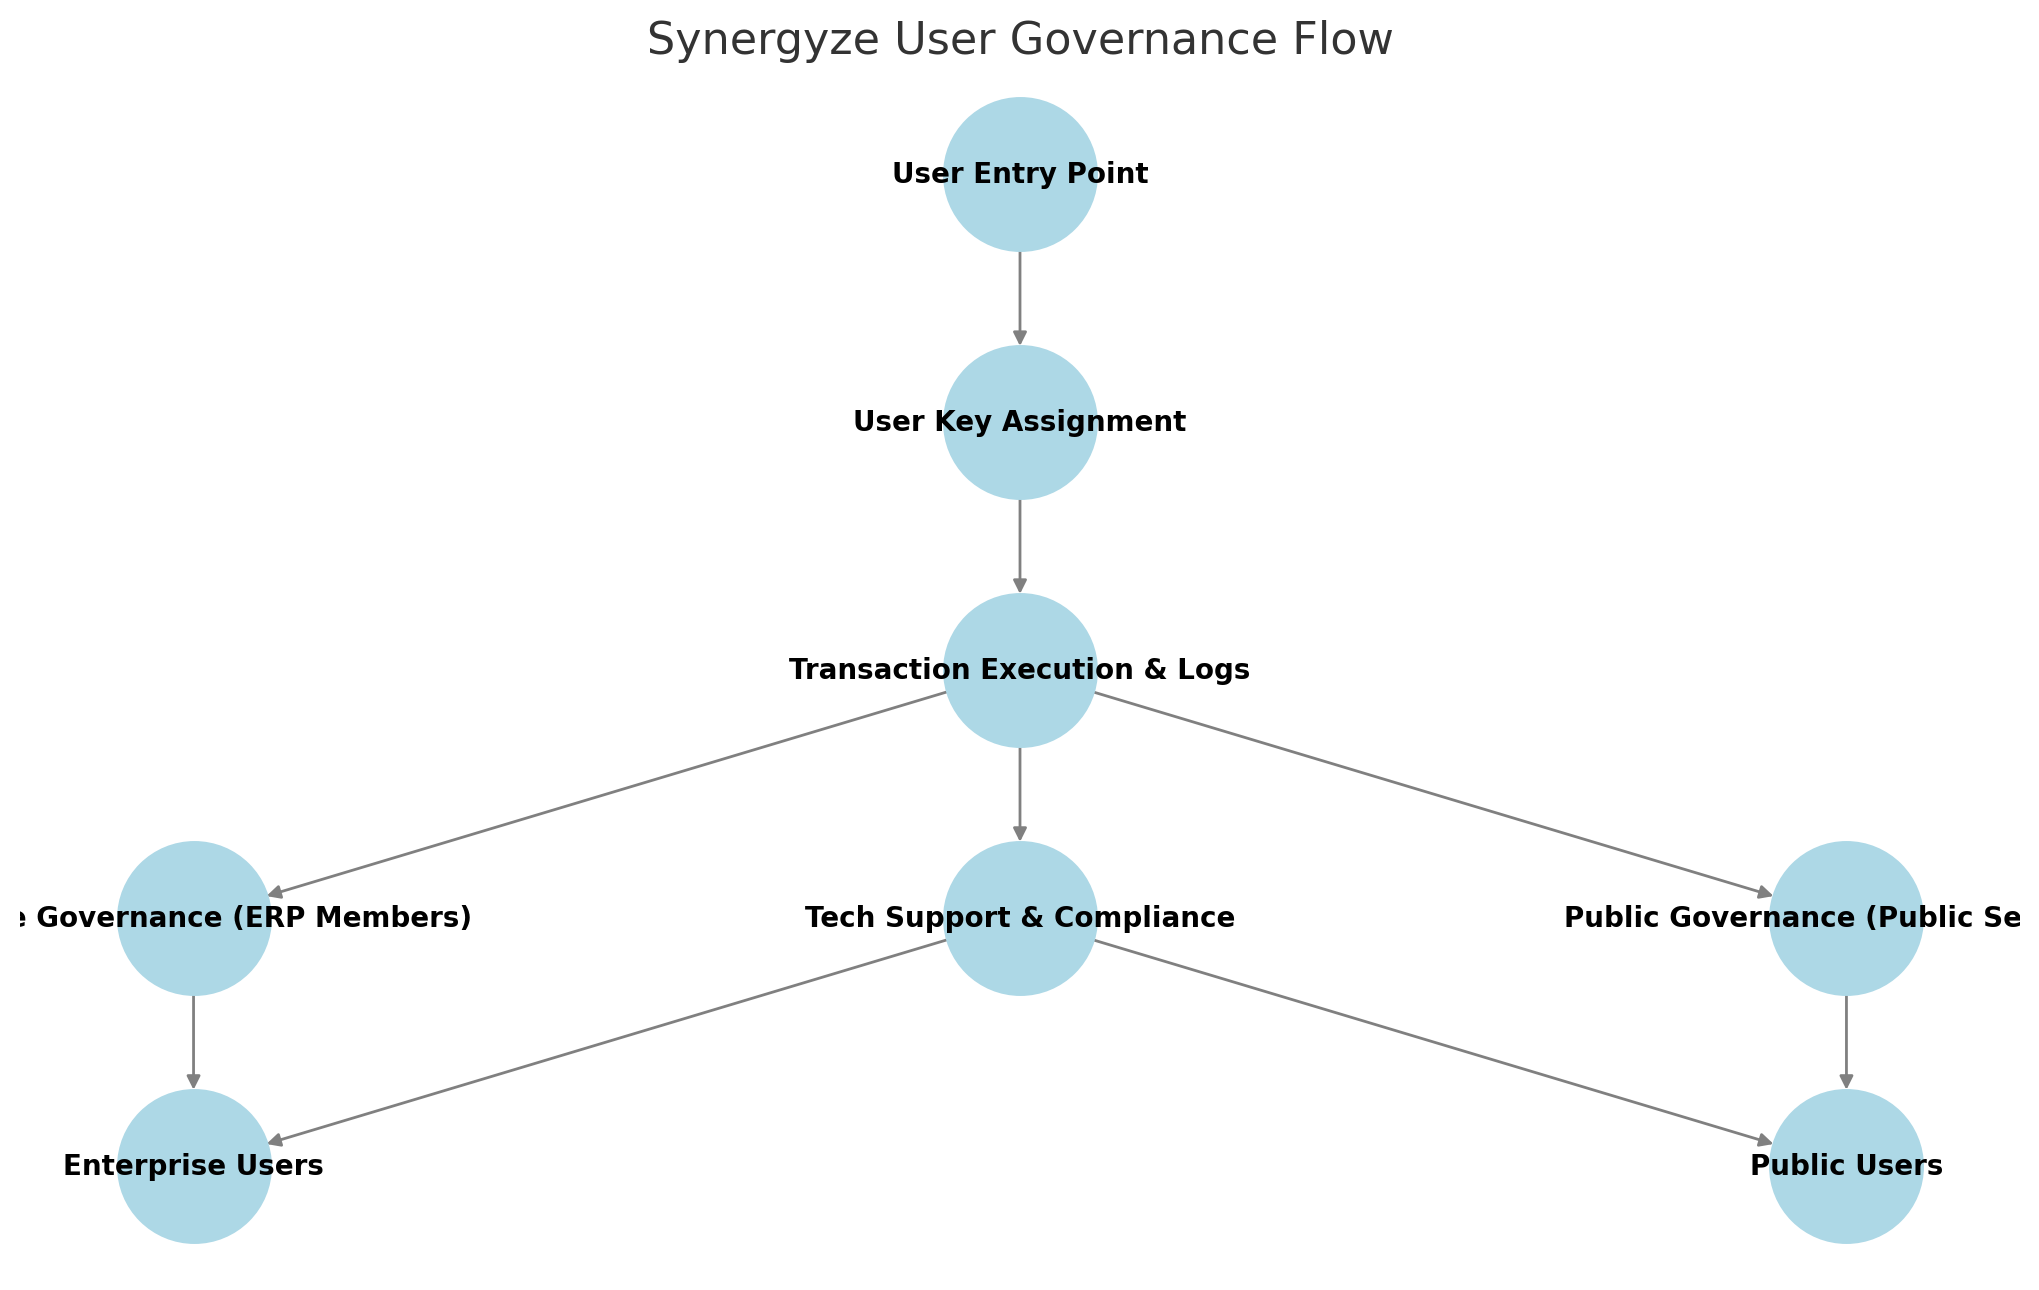 Synergyze User Governance Flow
User Entry Point
User Key Assignment
Transaction Execution & Logs
Governance (ERP Members)
Tech Support & Compliance
Public Governance (Public
Enterprise Users
Public Users